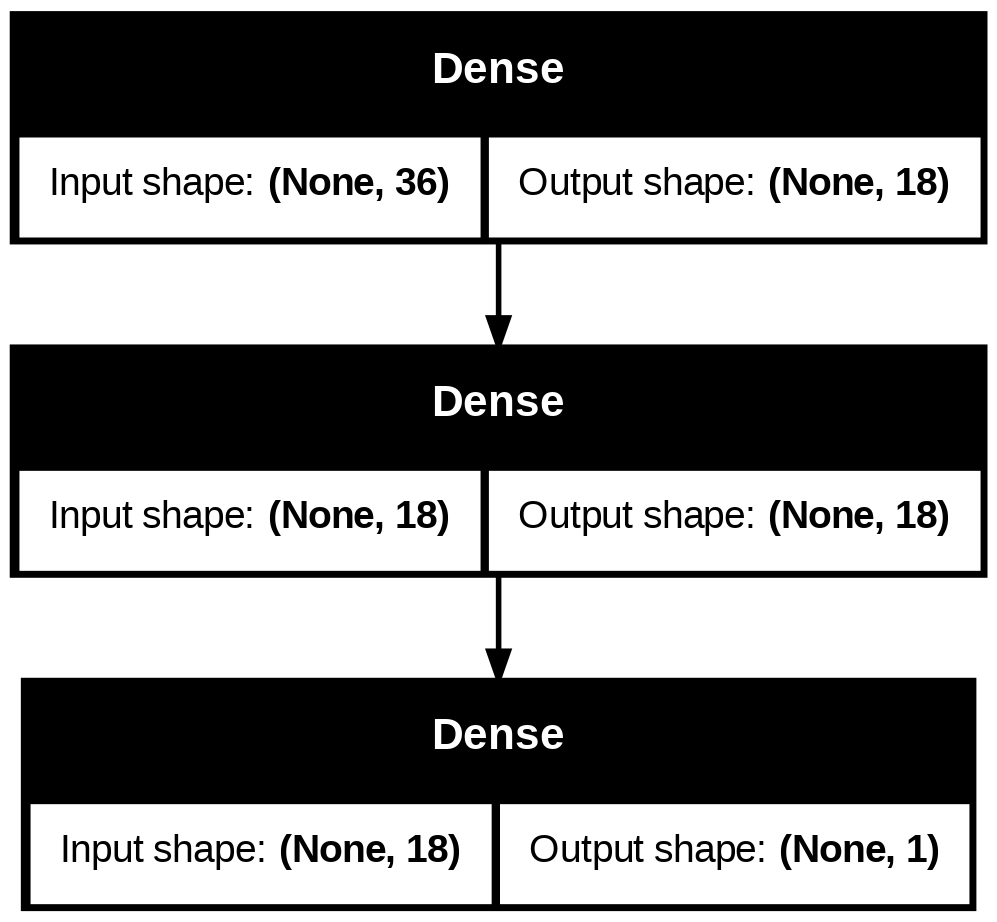 Dense
Input shape: (None, 36) Output shape: (None, 18)
Dense
Input shape: (None, 18) Output shape: (None, 18)
Dense
Input shape: (None, 18) Output shape: (None, 1)